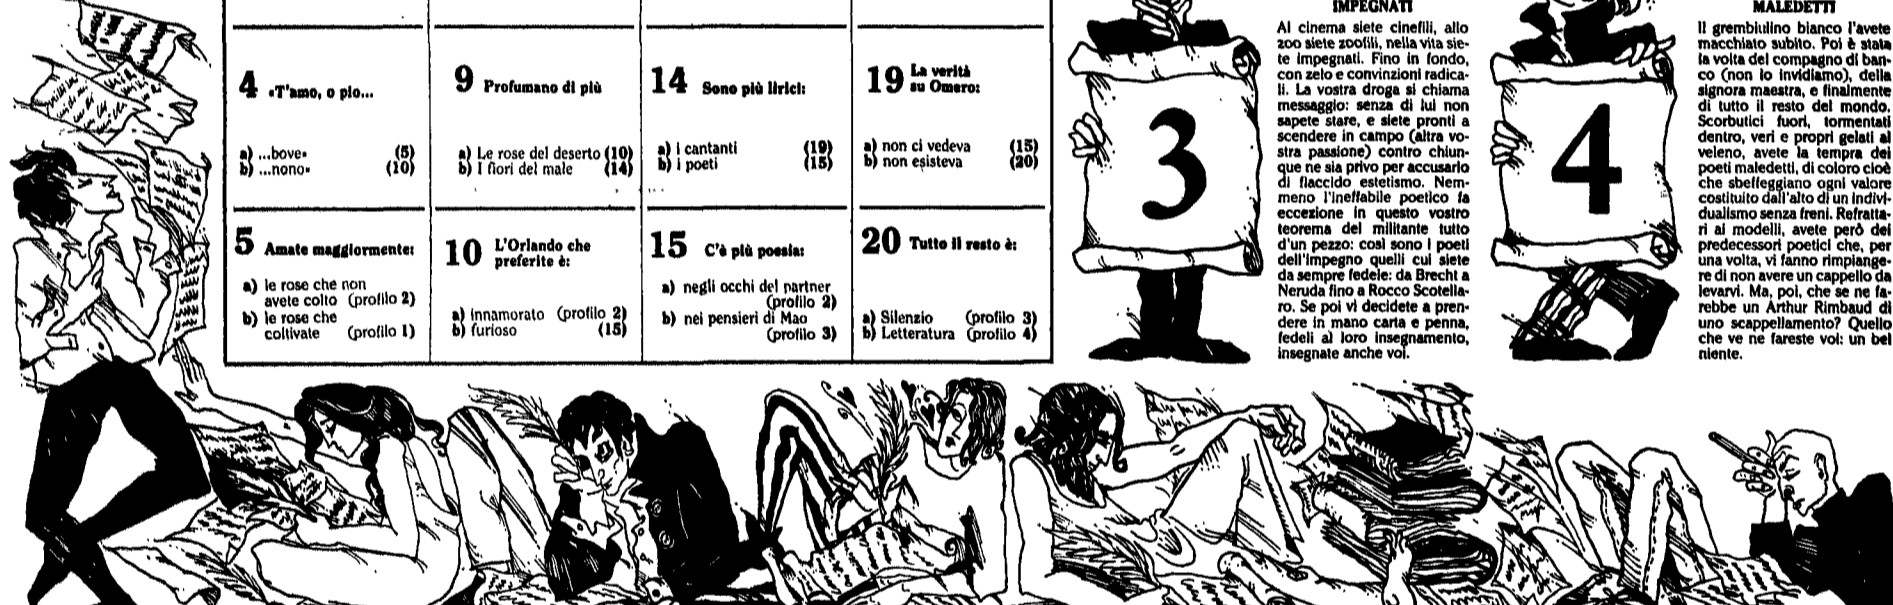 4 «T'amo, o pio...
a) ...bove» (5)
b) ...nono» (10)
9 Profumano di più
a) Le rose del deserto (10)
b) I fiori del male (14)
14 Sono più lirici:
a) i cantanti (19)
b) i poeti (15)
19 La verità
su Omero:
a) non ci vedeva (15)
b) non esisteva (20)
5 Amate maggiormente:
a) le rose che non
avete colto (profilo 2)
b) le rose che
coltivate (profilo 1)
10 L'Orlando che
preferite è:
a) innamorato (profilo 2)
b) furioso (15)
15 C'è più poesia:
a) negli occhi del partner
(profilo 2)
b) nei pensieri di Mao
(profilo 3)
20 Tutto il resto è:
a) Silenzio (profilo 3)
b) Letteratura (profilo 4)
3
IMPEGNATI
Al cinema siete cinefili, allo
zoo siete zoofili, nella vita sie-
te impegnati. Fino in fondo,
con zelo e convinzioni radica-
li. La vostra droga si chiama
messaggio: senza di lui non
sapete stare, e siete pronti a
scendere in campo (altra vo-
stra passione) contro chiun-
que ne sia privo per accusarlo
di flaccido estetismo. Nem-
meno l'ineffabile poetico fa
eccezione in questo vostro
teorema del militante tutto
d'un pezzo: così sono i poeti
dell'impegno quelli cui siete
da sempre fedele: da Brecht a
Neruda fino a Rocco Scotella-
ro. Se poi vi decidete a pren-
dere in mano carta e penna,
fedeli al loro insegnamento,
insegnate anche voi.
4
MALEDETTI
Il grembiulino bianco l'avete
macchiato subito. Poi è stata
la volta del compagno di ban-
co (non lo invidiamo), della
signora maestra, e finalmente
di tutto il resto del mondo.
Scorbutici fuori, tormentati
dentro, veri e propri gelati al
veleno, avete la tempra dei
poeti maledetti, di coloro cioè
che sbeffeggiano ogni valore
costituito dall'alto di un indivi-
dualismo senza freni. Refratta-
ri ai modelli, avete però dei
predecessori poetici che, per
una volta, vi fanno rimpiange-
re di non avere un cappello da
levarvi. Ma, poi, che se ne fa-
rebbe un Arthur Rimbaud di
uno scappellamento? Quello
che ve ne fareste voi: un bel
niente.